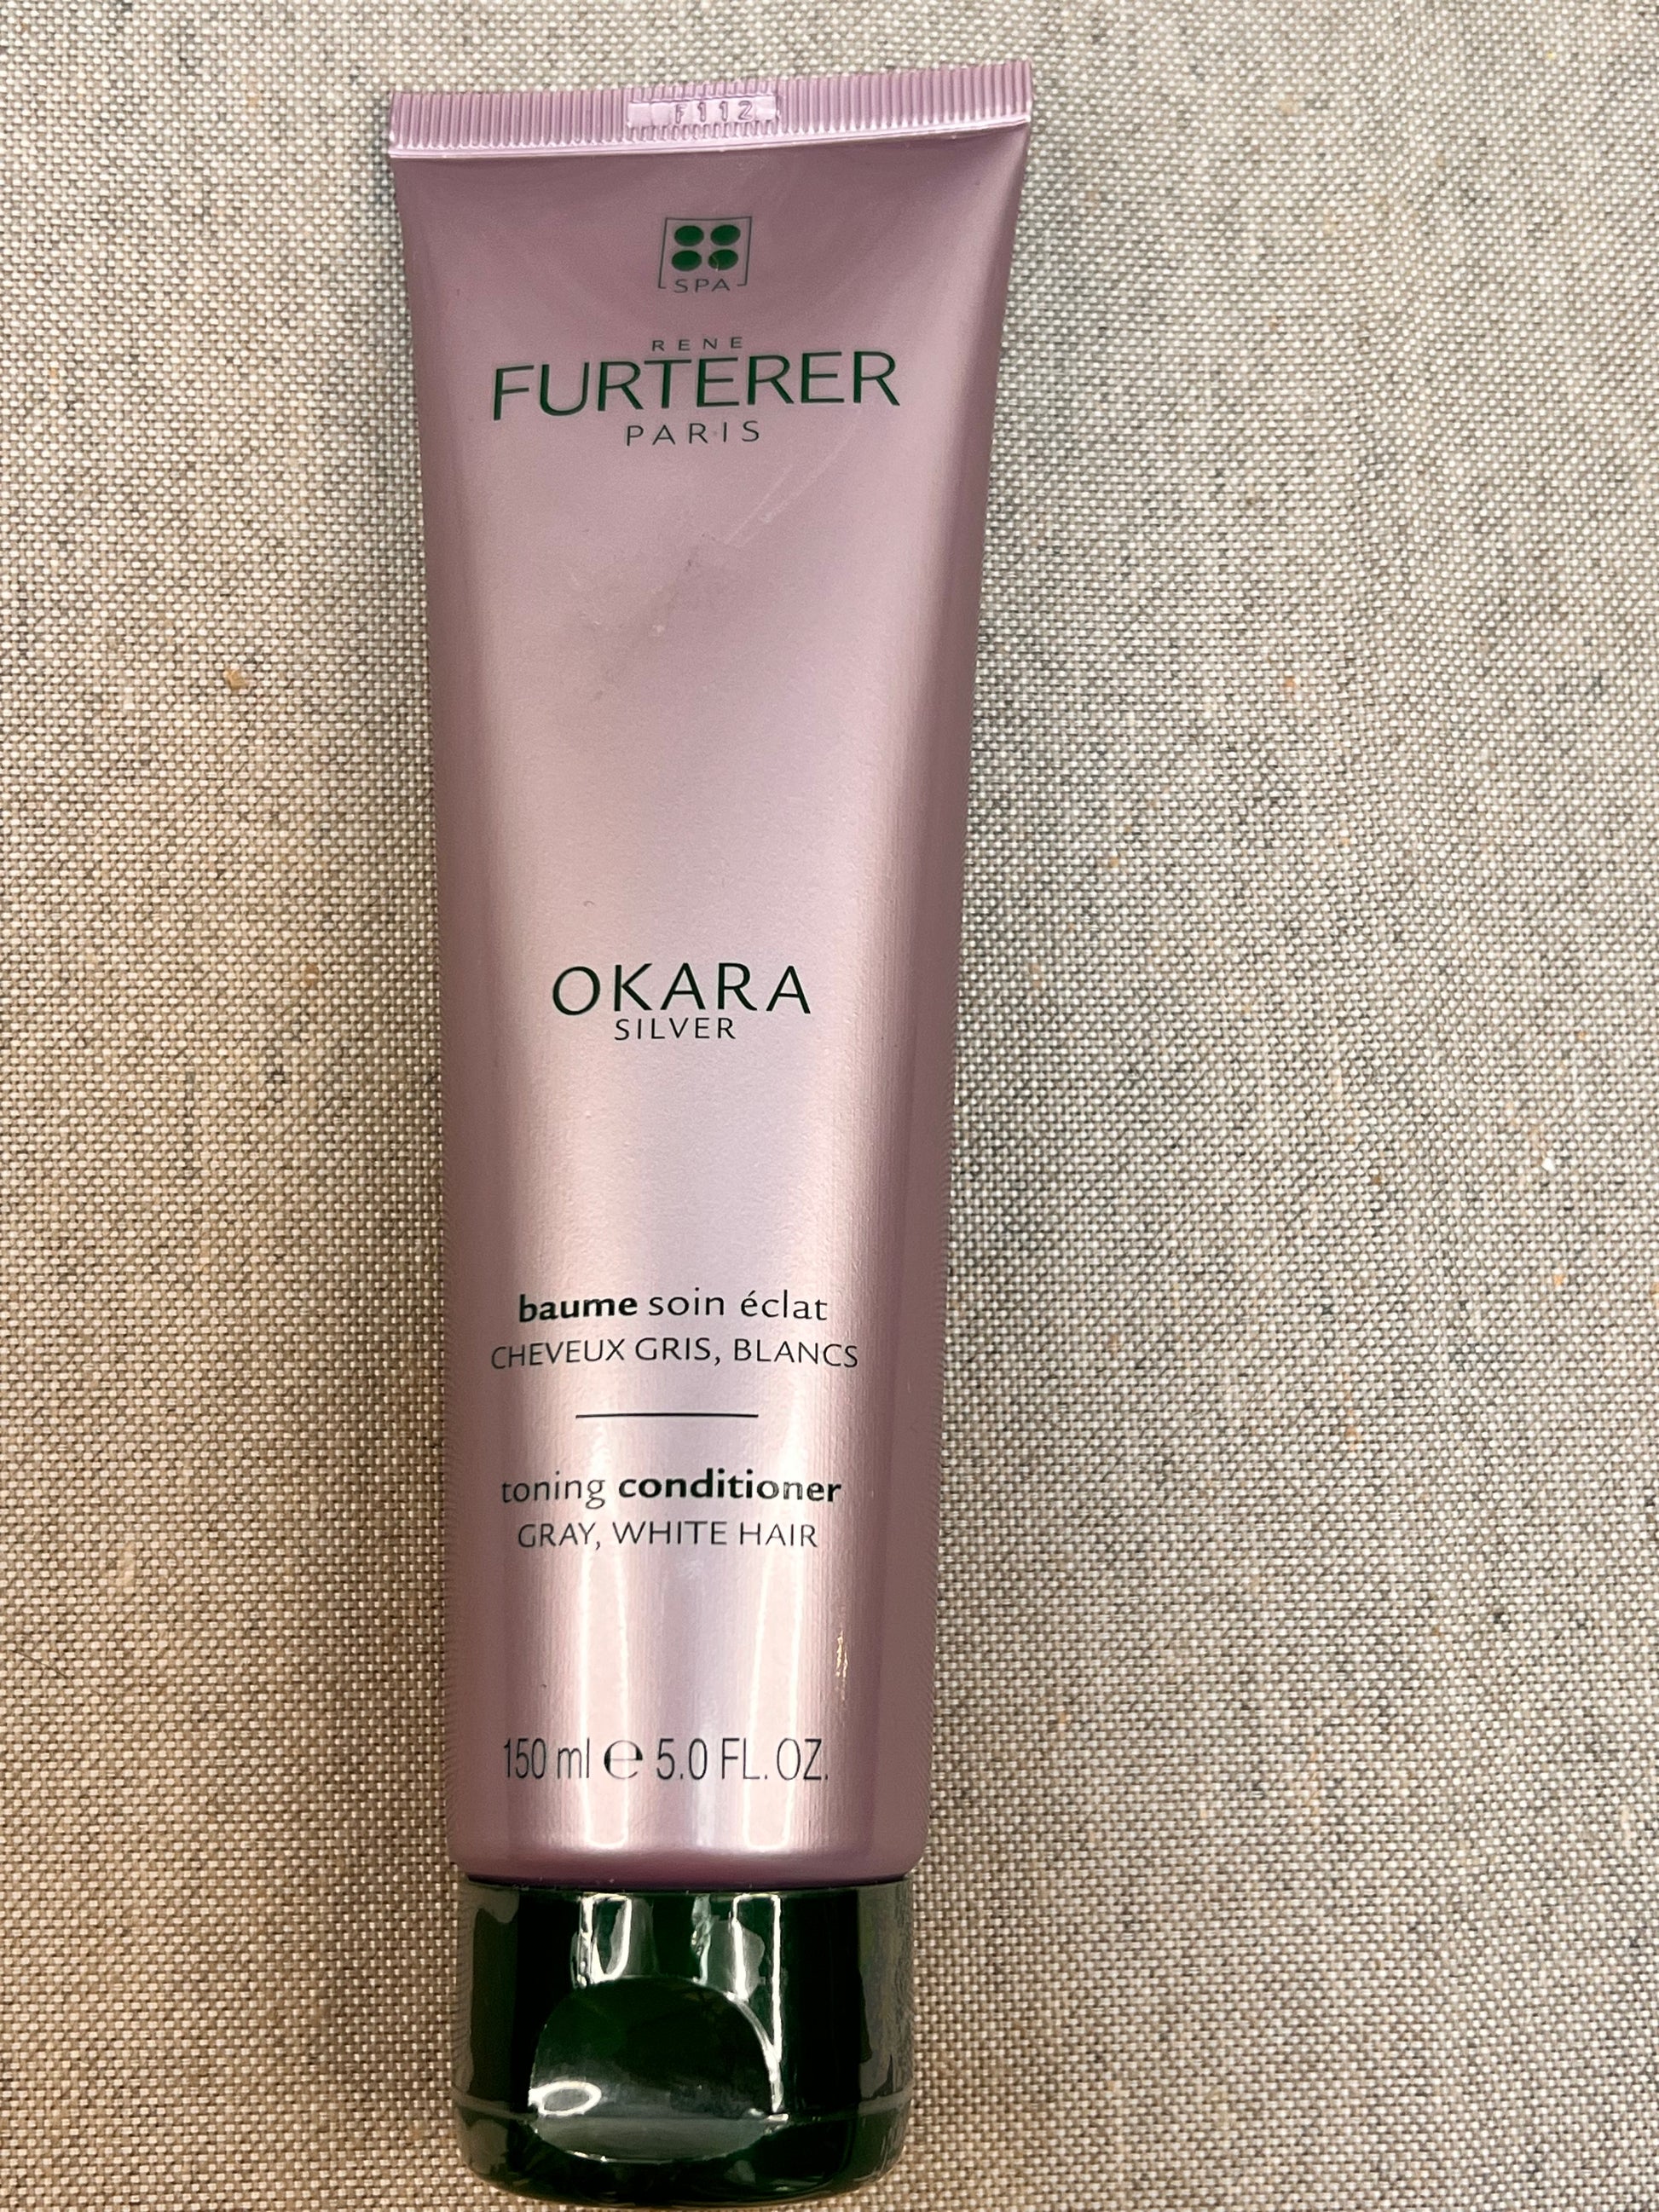 F112
SPA
RENE
FURTERER
PARIS
OKARA
SILVER
baume soin éclat
CHEVEUX GRIS, BLANCS
toning conditioner
GRAY, WHITE HAIR
150 ml e 5.0 FL. OZ.